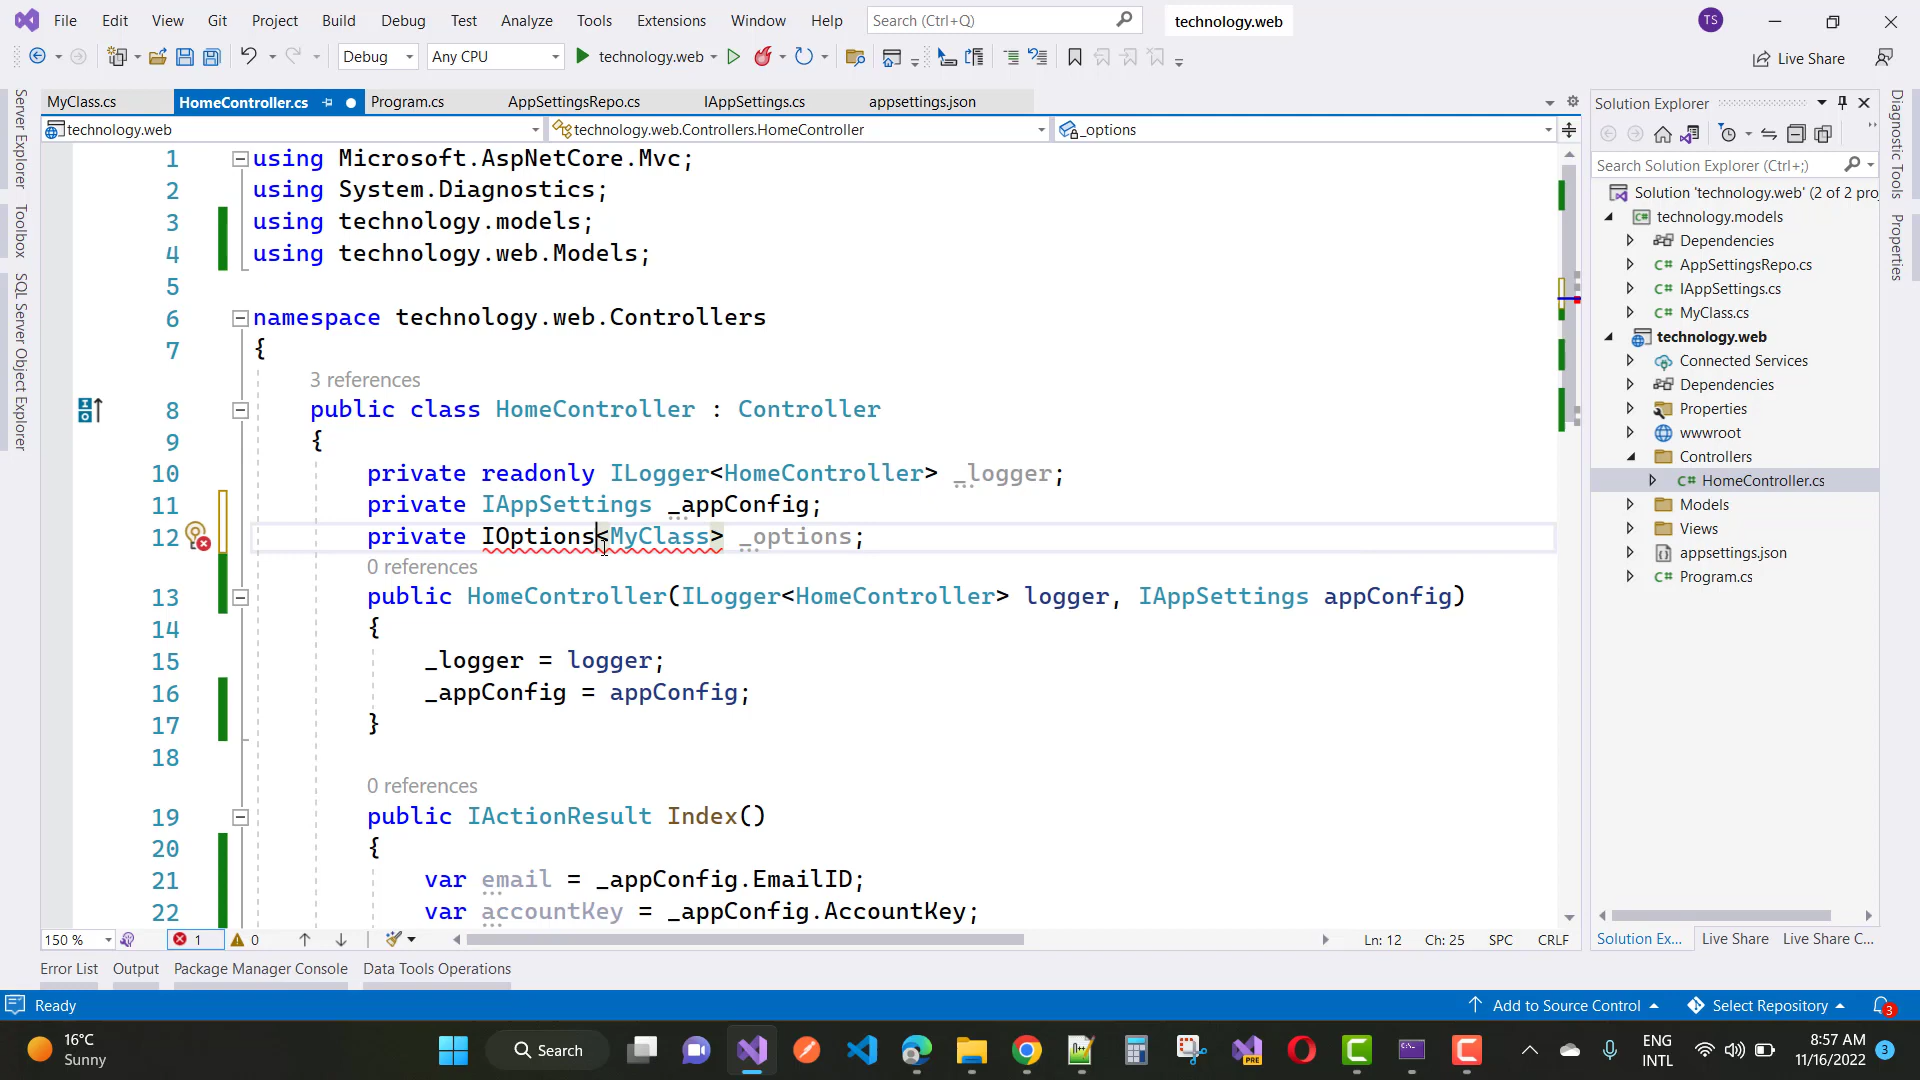 File Edit View Git Project Build Debug Test Analyze Tools Extensions Window Help Search (Ctrl+Q) technology.web TS
Debug Any CPU technology.web Live Share
MyClass.cs HomeController.cs Program.cs AppSettingsRepo.cs IAppSettings.cs appsettings.json
technology.web technology.web.Controllers.HomeController _options
1 using Microsoft.AspNetCore.Mvc;
2 using System.Diagnostics;
3 using technology.models;
4 using technology.web.Models;
5
6 namespace technology.web.Controllers
7 {
3 references
8 public class HomeController : Controller
9 {
10 private readonly ILogger<HomeController> _logger;
11 private IAppSettings _appConfig;
12 private IOptions<MyClass> _options;
0 references
13 public HomeController(ILogger<HomeController> logger, IAppSettings appConfig)
14 {
15 _logger = logger;
16 _appConfig = appConfig;
17 }
18
0 references
19 public IActionResult Index()
20 {
21 var email = _appConfig.EmailID;
22 var accountKey = _appConfig.AccountKey;
150 % 1 0 Ln: 12 Ch: 25 SPC CRLF
Server Explorer
Toolbox
SQL Server Object Explorer
Solution Explorer
Search Solution Explorer (Ctrl+;)
Solution 'technology.web' (2 of 2 proj
technology.models
Dependencies
C# AppSettingsRepo.cs
C# IAppSettings.cs
C# MyClass.cs
technology.web
Connected Services
Dependencies
Properties
wwwroot
Controllers
C# HomeController.cs
Models
Views
appsettings.json
C# Program.cs
Solution Ex... Live Share Live Share C...
Diagnostic Tools
Properties
Error List Output Package Manager Console Data Tools Operations
Ready Add to Source Control Select Repository 3
16°C
Sunny
Search
PRE
ENG
INTL
8:57 AM
11/16/2022
3